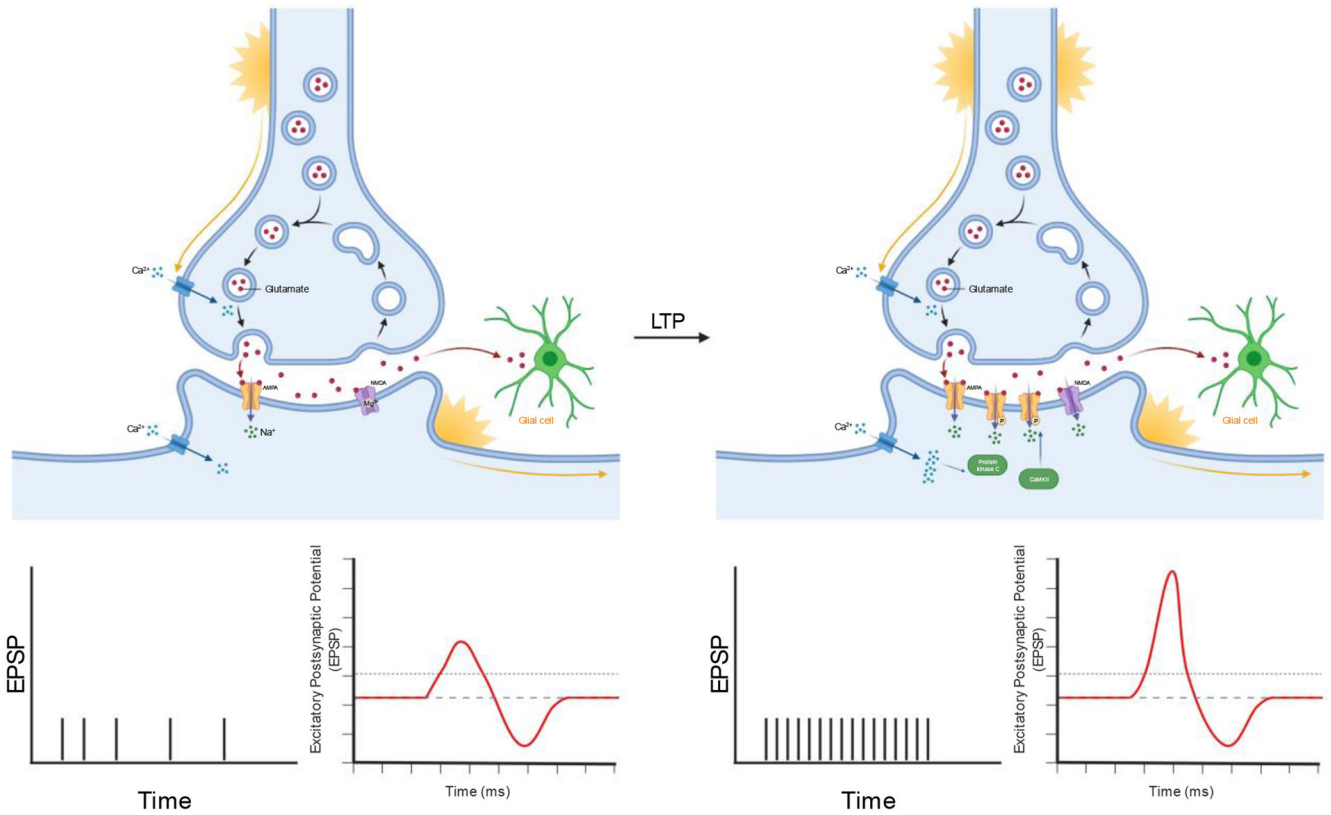 Ca²⁺
Glutamate
AMPA
NMDA
Mg²⁺
Na⁺
Ca²⁺
Glial cell
LTP
Ca²⁺
Glutamate
AMPA
NMDA
P
P
Ca²⁺
Protein
kinase C
CaMKII
Glial cell
EPSP
Time
Excitatory Postsynaptic Potential
(EPSP)
Time (ms)
EPSP
Time
Excitatory Postsynaptic Potential
(EPSP)
Time (ms)